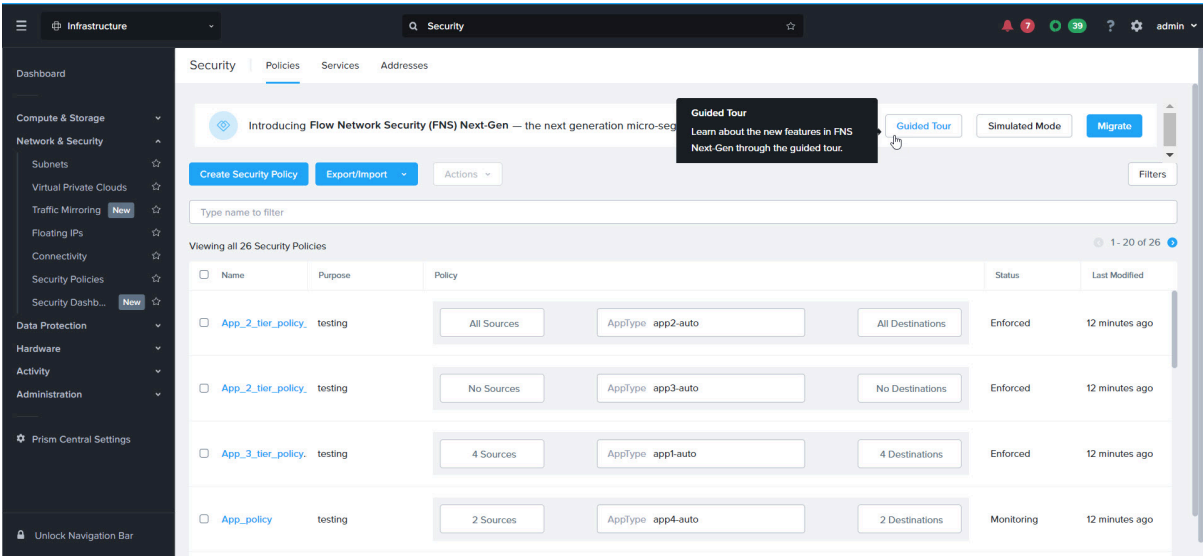 Infrastructure
Security
7
39
?
admin
Dashboard
Compute & Storage
Network & Security
Subnets
Virtual Private Clouds
Traffic Mirroring New
Floating IPs
Connectivity
Security Policies
Security Dashb... New
Data Protection
Hardware
Activity
Administration
Prism Central Settings
Unlock Navigation Bar
Security Policies Services Addresses
Introducing Flow Network Security (FNS) Next-Gen — the next generation micro-seg
Guided Tour
Learn about the new features in FNS
Next-Gen through the guided tour.
Guided Tour Simulated Mode Migrate
Create Security Policy Export/Import Actions Filters
Type name to filter
Viewing all 26 Security Policies 1 - 20 of 26
Name Purpose Policy Status Last Modified
App_2_tier_policy_ testing All Sources AppType app2-auto All Destinations Enforced 12 minutes ago
App_2_tier_policy_ testing No Sources AppType app3-auto No Destinations Enforced 12 minutes ago
App_3_tier_policy. testing 4 Sources AppType app1-auto 4 Destinations Enforced 12 minutes ago
App_policy testing 2 Sources AppType app4-auto 2 Destinations Monitoring 12 minutes ago